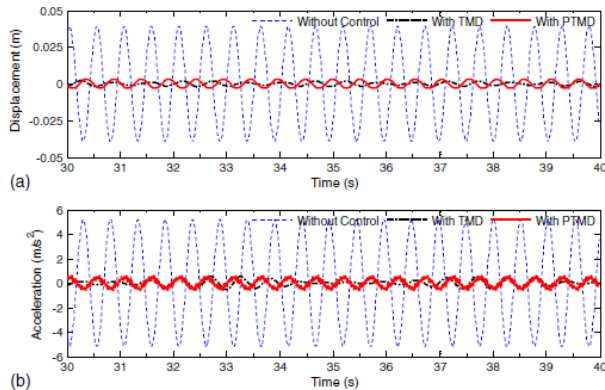 0.05
0.025
0
-0.025
-0.05
Displacement (m)
Without Control
With TMD
With PTMD
30 31 32 33 34 35 36 37 38 39 40
Time (s)
(a)
6
4
2
0
-2
-4
-6
Acceleration (m/s²)
Without Control
With TMD
With PTMD
30 31 32 33 34 35 36 37 38 39 40
Time (s)
(b)